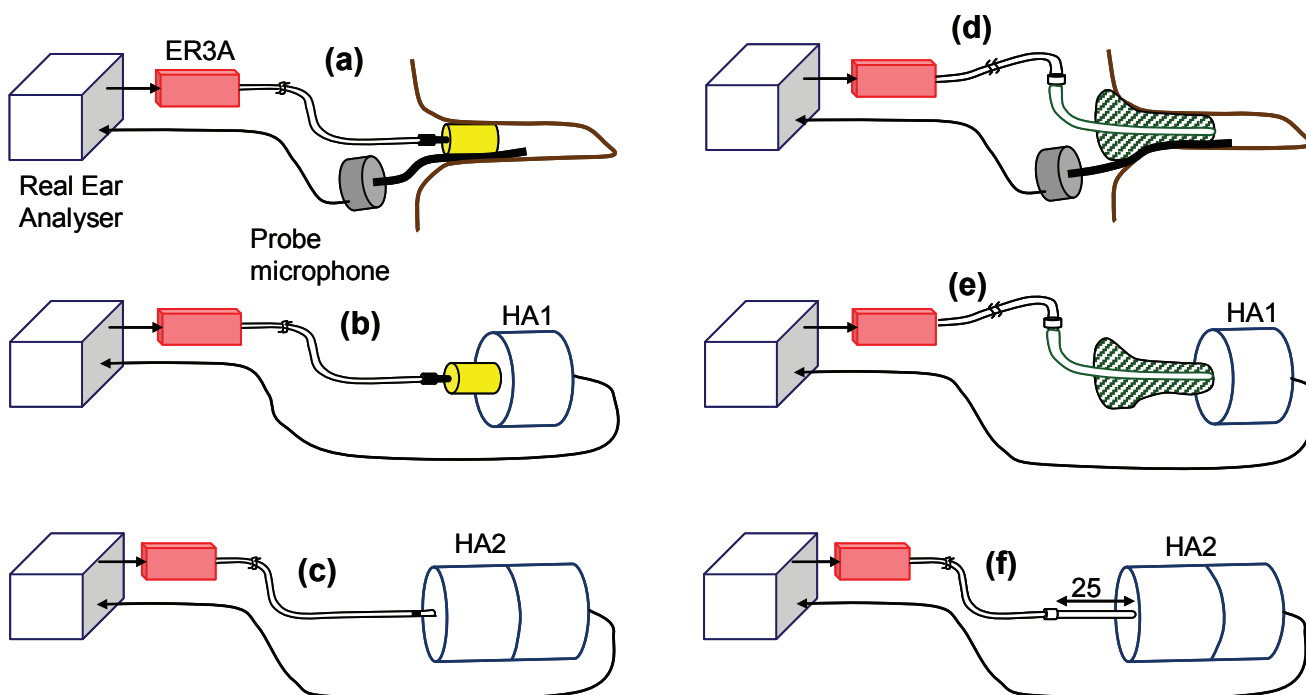 ER3A
(a)
Real Ear
Analyser
Probe
microphone
(b)
HA1
(c)
HA2
(d)
(e)
HA1
(f)
25
HA2